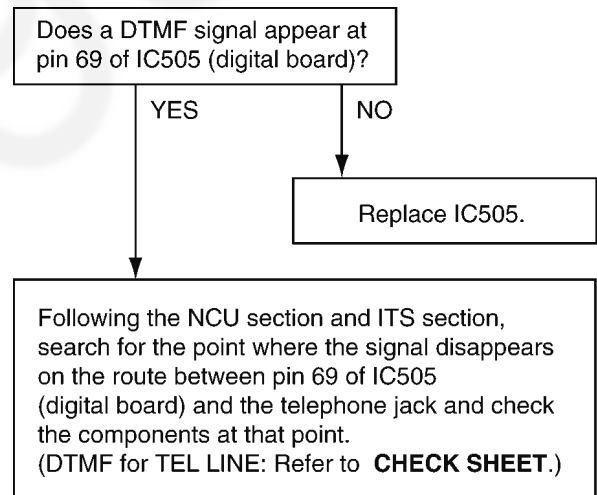 Does a DTMF signal appear at
pin 69 of IC505 (digital board)?
YES
NO
Replace IC505.
Following the NCU section and ITS section,
search for the point where the signal disappears
on the route between pin 69 of IC505
(digital board) and the telephone jack and check
the components at that point.
(DTMF for TEL LINE: Refer to CHECK SHEET.)